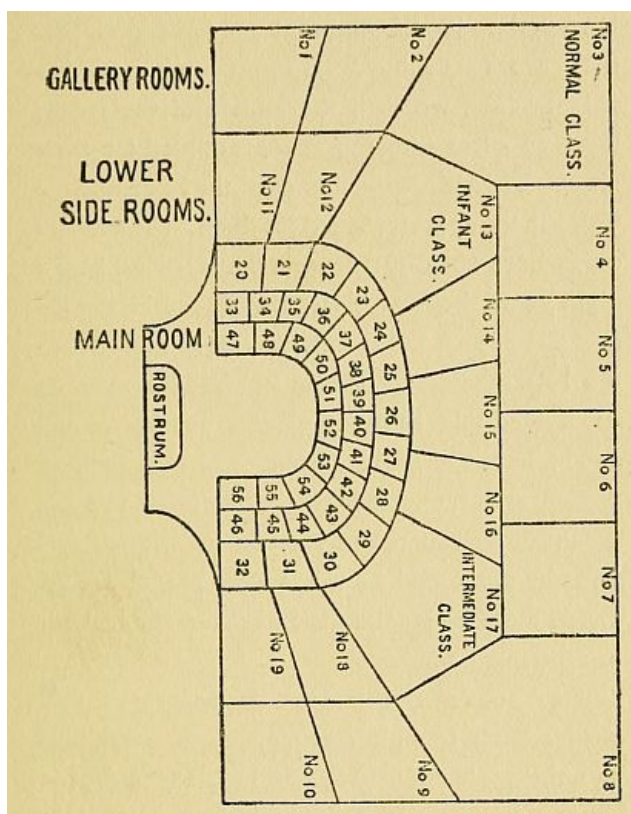 GALLERY ROOMS.
LOWER
SIDE ROOMS.
MAIN ROOM
ROSTRUM.
No 1
No 2
No 3
NORMAL CLASS.
No 4
No 5
No 6
No 7
No 8
No 9
No 10
No 11
No 12
No 13
INFANT
CLASS.
No 14
No 15
No 16
No 17
INTERMEDIATE
CLASS.
No 18
No 19
20
21
22
23
24
25
26
27
28
29
30
31
32
33
34
35
36
37
38
39
40
41
42
43
44
45
46
47
48
49
50
51
52
53
54
55
56